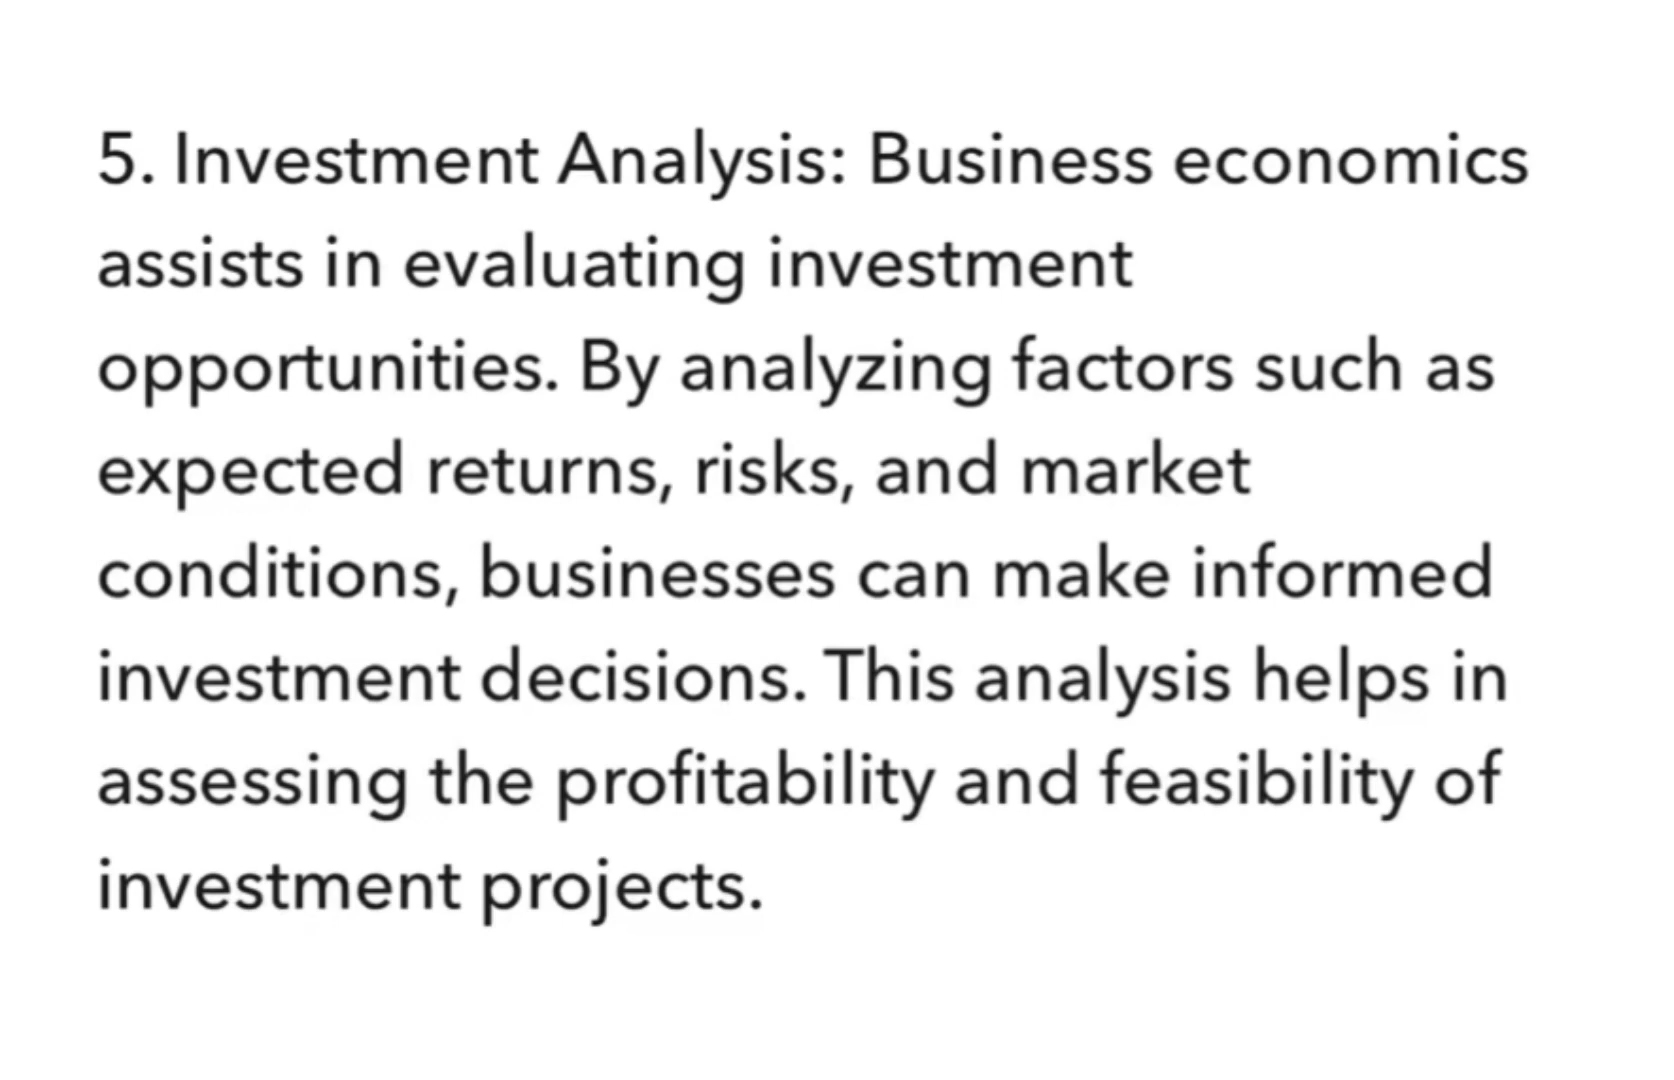 5. Investment Analysis: Business economics
assists in evaluating investment
opportunities. By analyzing factors such as
expected returns, risks, and market
conditions, businesses can make informed
investment decisions. This analysis helps in
assessing the profitability and feasibility of
investment projects.